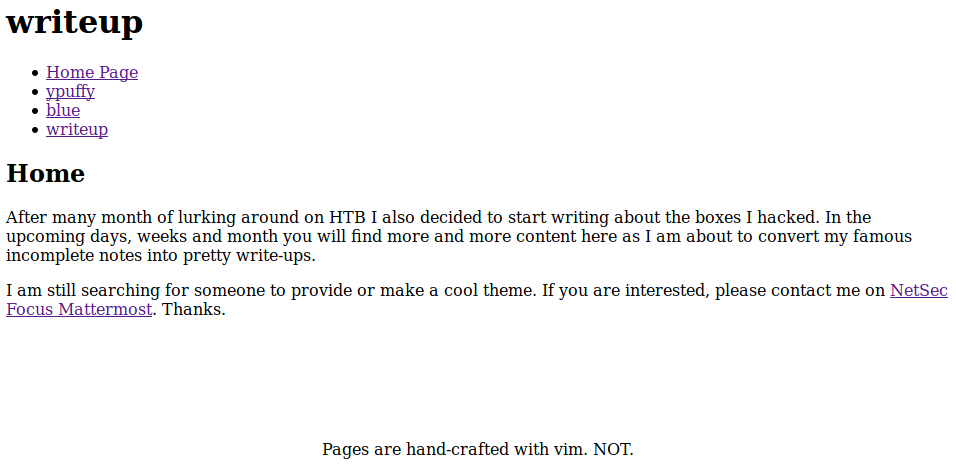 writeup
Home Page
ypuffy
blue
writeup
Home
After many month of lurking around on HTB I also decided to start writing about the boxes I hacked. In the
upcoming days, weeks and month you will find more and more content here as I am about to convert my famous
incomplete notes into pretty write-ups.
I am still searching for someone to provide or make a cool theme. If you are interested, please contact me on NetSec
Focus Mattermost. Thanks.
Pages are hand-crafted with vim. NOT.